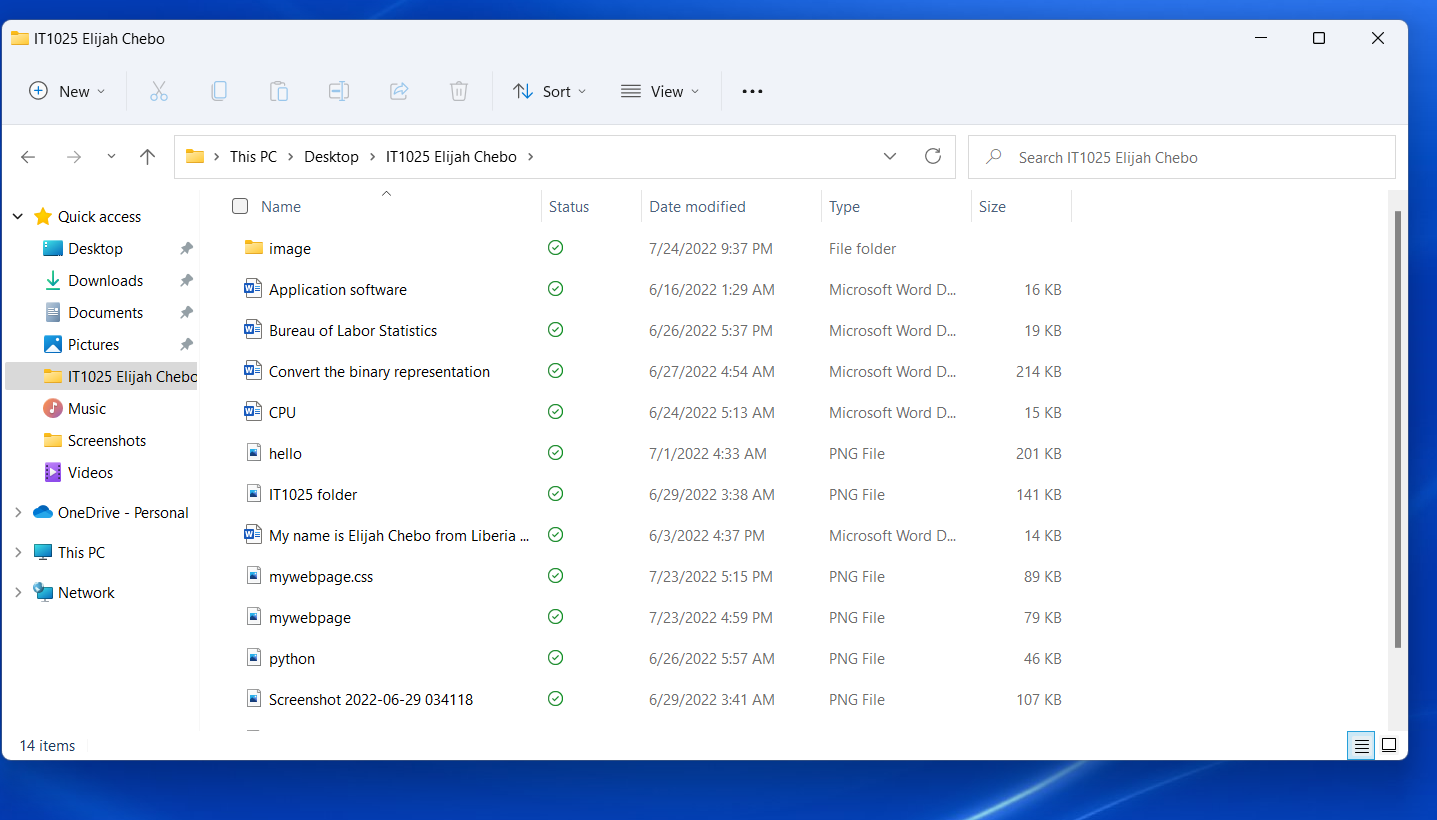 IT1025 Elijah Chebo
New Sort View
This PC Desktop IT1025 Elijah Chebo Search IT1025 Elijah Chebo
Name Status Date modified Type Size
Quick access
Desktop
Downloads
Documents
Pictures
IT1025 Elijah Chebo
Music
Screenshots
Videos
OneDrive - Personal
This PC
Network
image 7/24/2022 9:37 PM File folder
Application software 6/16/2022 1:29 AM Microsoft Word D... 16 KB
Bureau of Labor Statistics 6/26/2022 5:37 PM Microsoft Word D... 19 KB
Convert the binary representation 6/27/2022 4:54 AM Microsoft Word D... 214 KB
CPU 6/24/2022 5:13 AM Microsoft Word D... 15 KB
hello 7/1/2022 4:33 AM PNG File 201 KB
IT1025 folder 6/29/2022 3:38 AM PNG File 141 KB
My name is Elijah Chebo from Liberia ... 6/3/2022 4:37 PM Microsoft Word D... 14 KB
mywebpage.css 7/23/2022 5:15 PM PNG File 89 KB
mywebpage 7/23/2022 4:59 PM PNG File 79 KB
python 6/26/2022 5:57 AM PNG File 46 KB
Screenshot 2022-06-29 034118 6/29/2022 3:41 AM PNG File 107 KB
14 items